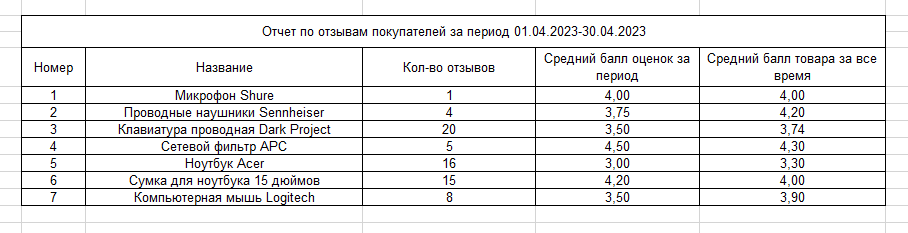 Отчет по отзывам покупателей за период 01.04.2023-30.04.2023
Номер Название Кол-во отзывов Средний балл оценок за период Средний балл товара за все время
1 Микрофон Shure 1 4,00 4,00
2 Проводные наушники Sennheiser 4 3,75 4,20
3 Клавиатура проводная Dark Project 20 3,50 3,74
4 Сетевой фильтр APC 5 4,50 4,30
5 Ноутбук Acer 16 3,00 3,30
6 Сумка для ноутбука 15 дюймов 15 4,20 4,00
7 Компьютерная мышь Logitech 8 3,50 3,90